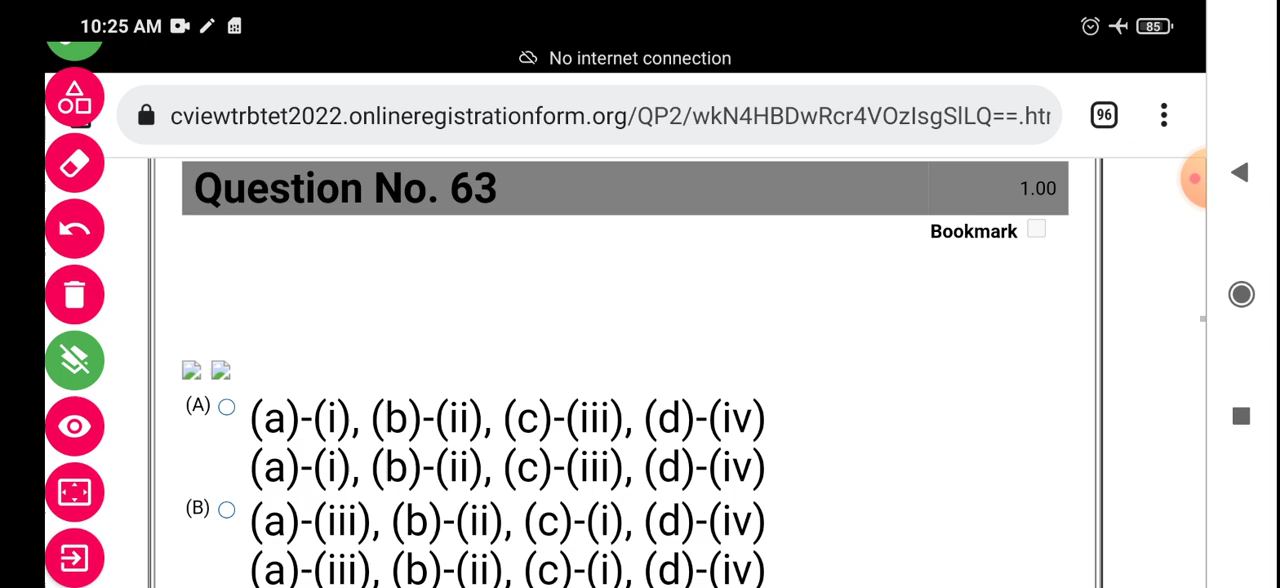 10:25 AM
85
No internet connection
cviewtrbtet2022.onlineregistrationform.org/QP2/wkN4HBDwRcr4VOzIsgSlLQ==.htm
96
Question No. 63
1.00
Bookmark
(A) (a)-(i), (b)-(ii), (c)-(iii), (d)-(iv)
(a)-(i), (b)-(ii), (c)-(iii), (d)-(iv)
(B) (a)-(iii), (b)-(ii), (c)-(i), (d)-(iv)
(a)-(iii), (b)-(ii), (c)-(i), (d)-(iv)